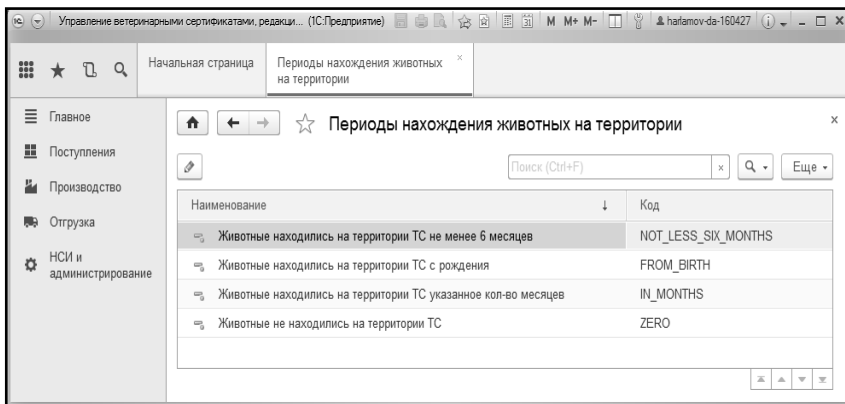 Управление ветеринарными сертификатами, редакци... (1С:Предприятие) M M+ M- harlamov-da-160427
Начальная страница
Периоды нахождения животных на территории
Главное
Поступления
Производство
Отгрузка
НСИ и
администрирование
Периоды нахождения животных на территории
Поиск (Ctrl+F)
Еще
Наименование Код
Животные находились на территории ТС не менее 6 месяцев NOT_LESS_SIX_MONTHS
Животные находились на территории ТС с рождения FROM_BIRTH
Животные находились на территории ТС указанное кол-во месяцев IN_MONTHS
Животные не находились на территории ТС ZERO